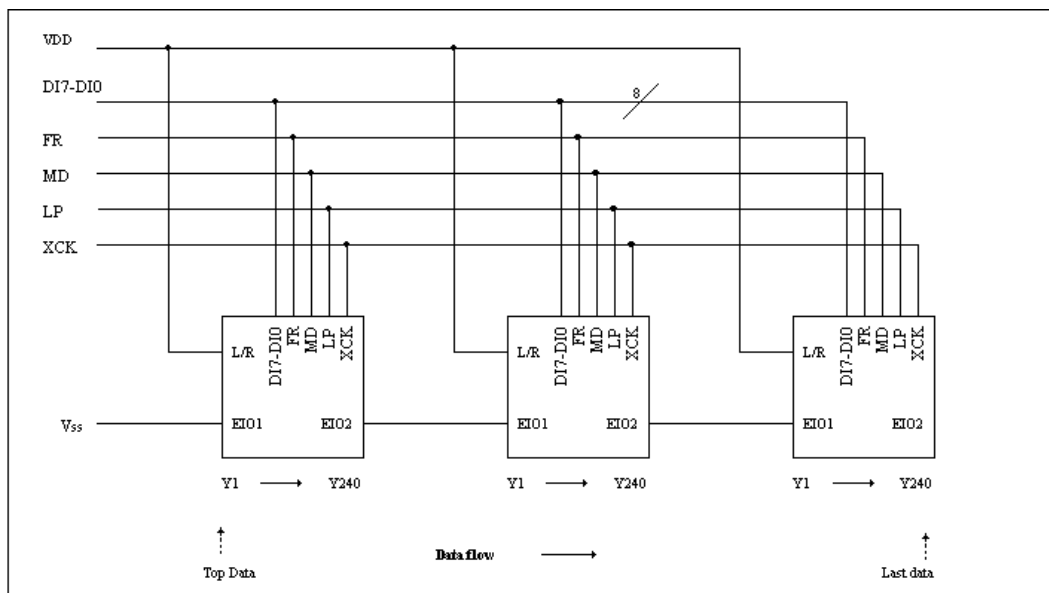 VDD
DI7-DI0
8
FR
MD
LP
XCK
DI7-DI0 FR MD LP XCK
DI7-DI0 FR MD LP XCK
DI7-DI0 FR MD LP XCK
L/R L/R L/R
Vss EIO1 EIO2 EIO1 EIO2 EIO1 EIO2
Y1 Y240 Y1 Y240 Y1 Y240
Data flow
Top Data Last data